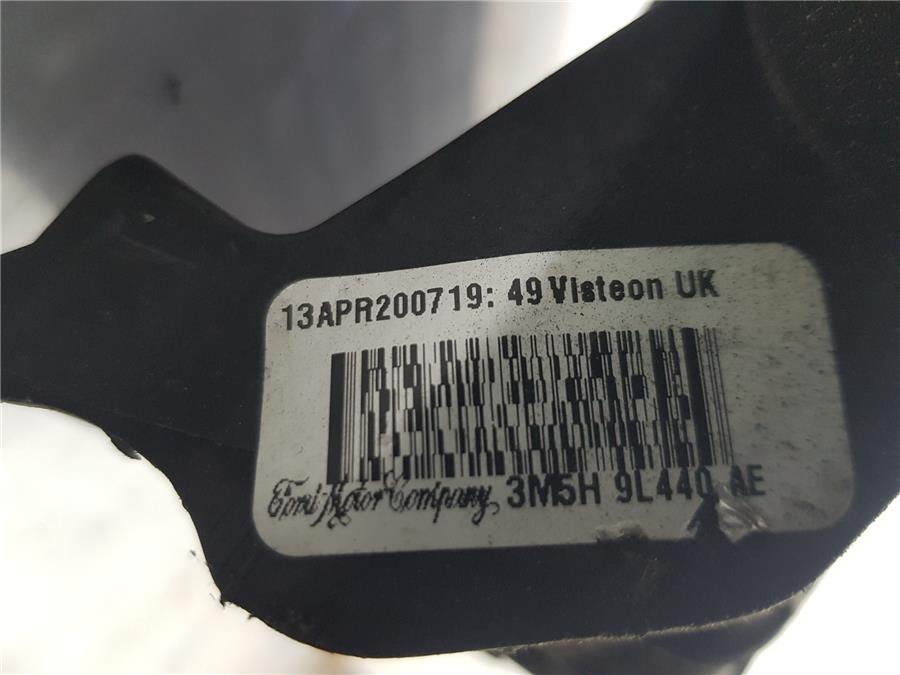 13APR200719: 49 Visteon UK
Ford Motor Company 3M5H 9L440 AE